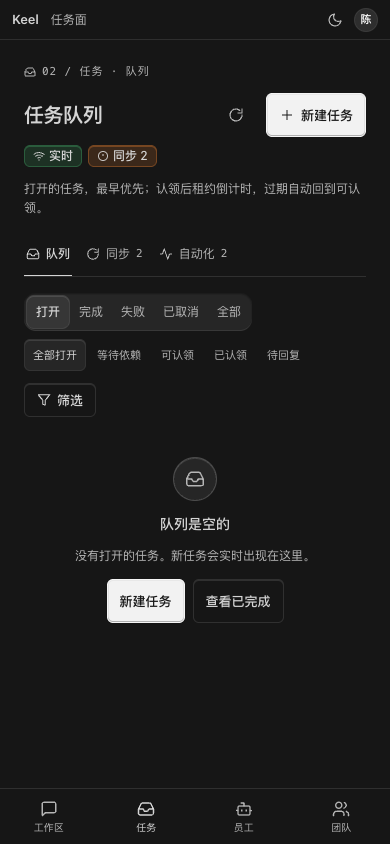 Keel 任务面 陈
02 / 任务 · 队列
任务队列 新建任务
实时 同步 2
打开的任务，最早优先；认领后租约倒计时，过期自动回到可认
领。
队列 同步 2 自动化 2
打开 完成 失败 已取消 全部
全部打开 等待依赖 可认领 已认领 待回复
筛选
队列是空的
没有打开的任务。新任务会实时出现在这里。
新建任务 查看已完成
工作区 任务 员工 团队